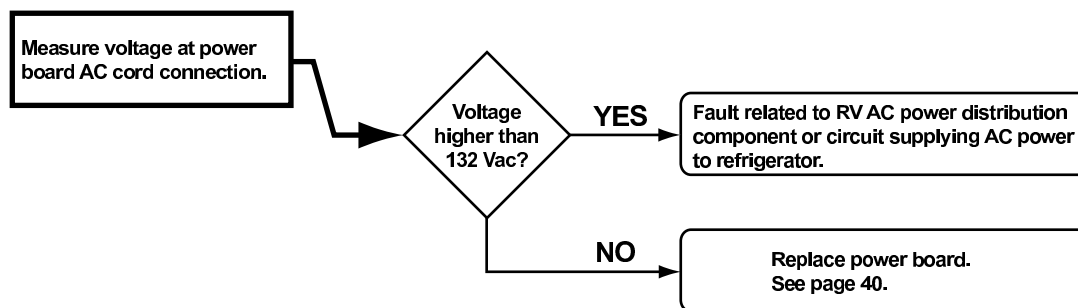 Measure voltage at power
board AC cord connection.
Voltage
higher than
132 Vac?
YES
Fault related to RV AC power distribution
component or circuit supplying AC power
to refrigerator.
NO
Replace power board.
See page 40.